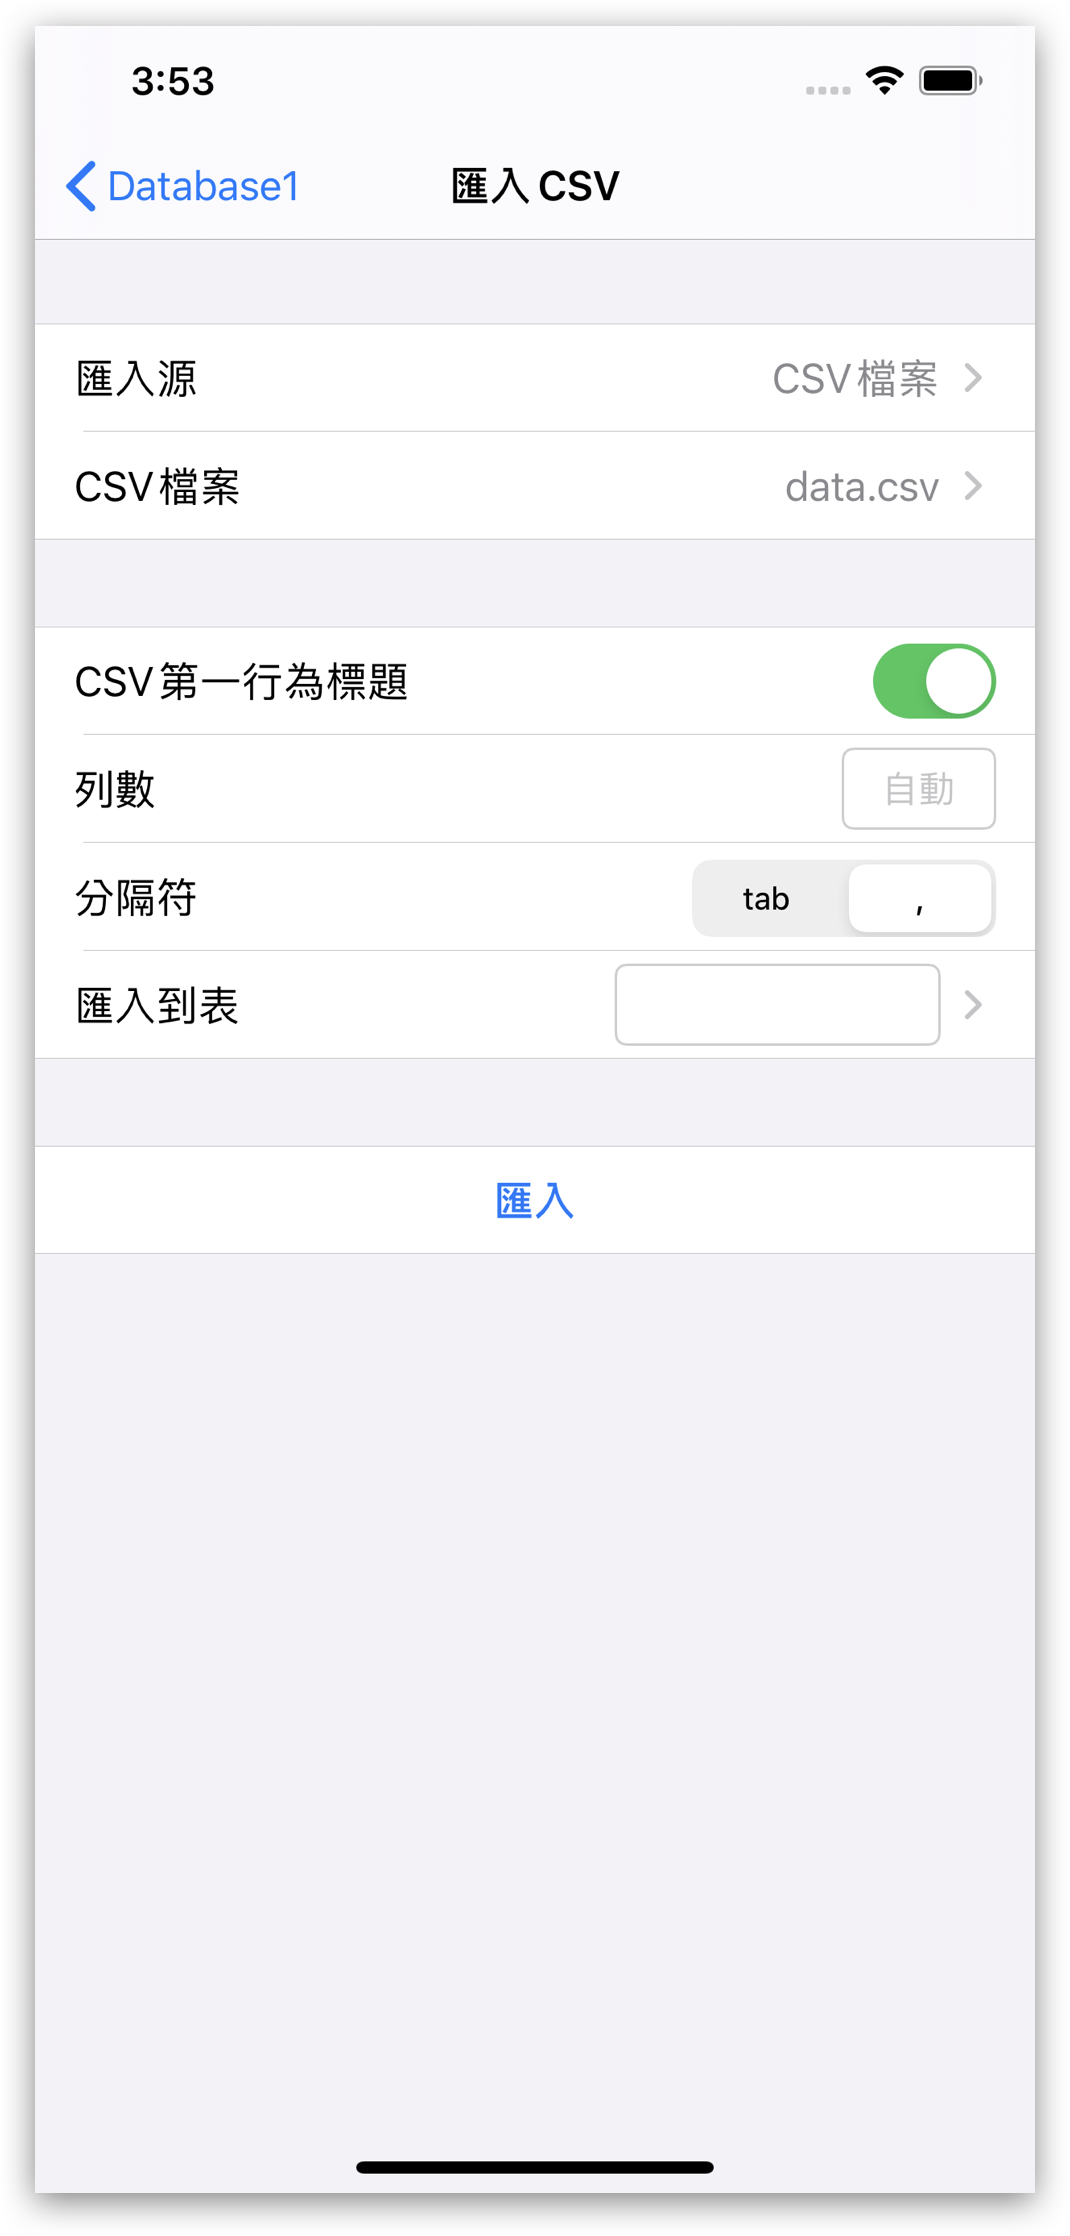 3:53
Database1 匯入 CSV
匯入源 CSV檔案
CSV檔案 data.csv
CSV第一行為標題
列數 自動
分隔符 tab ,
匯入到表
匯入